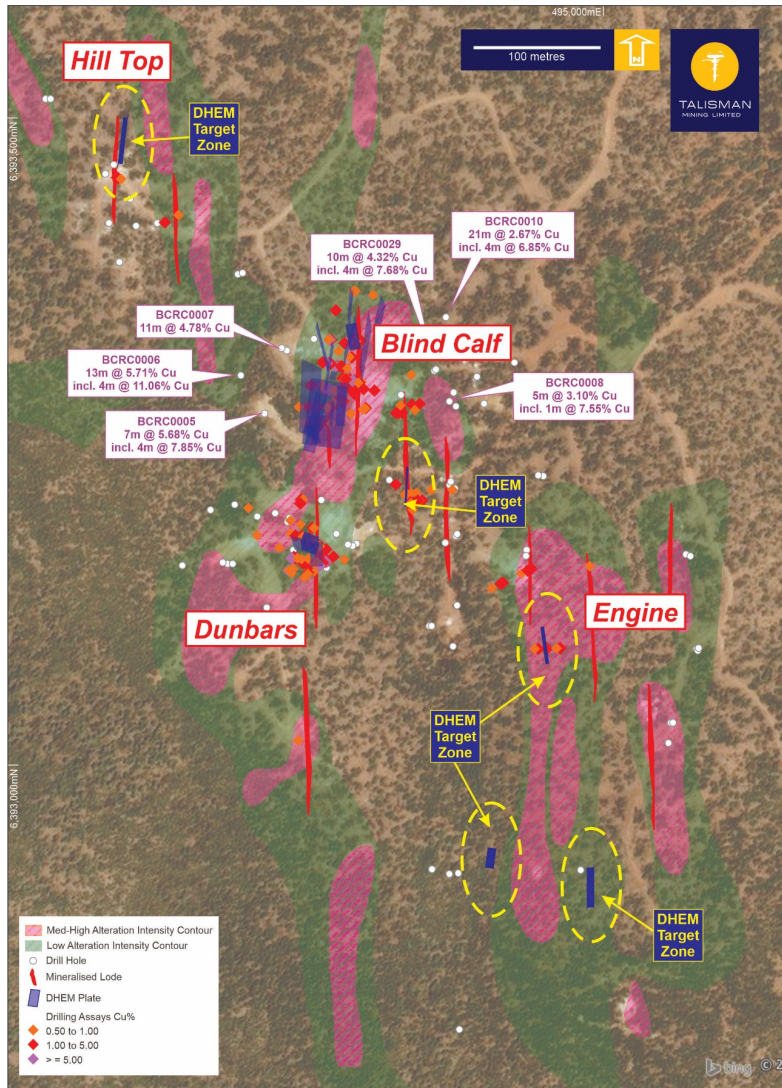 495,000mE
Hill Top
100 metres
N
TALISMAN
MINING LIMITED
DHEM
Target
Zone
6,393,500mN
BCRC0010
21m @ 2.67% Cu
incl. 4m @ 6.85% Cu
BCRC0029
10m @ 4.32% Cu
incl. 4m @ 7.68% Cu
BCRC0007
11m @ 4.78% Cu
Blind Calf
BCRC0006
13m @ 5.71% Cu
incl. 4m @ 11.06% Cu
BCRC0008
5m @ 3.10% Cu
incl. 1m @ 7.55% Cu
BCRC0005
7m @ 5.68% Cu
incl. 4m @ 7.85% Cu
DHEM
Target
Zone
Dunbars
Engine
DHEM
Target
Zone
6,393,000mN
DHEM
Target
Zone
Med-High Alteration Intensity Contour
Low Alteration Intensity Contour
Drill Hole
Mineralised Lode
DHEM Plate
Drilling Assays Cu%
0.50 to 1.00
1.00 to 5.00
> = 5.00
bing © 2